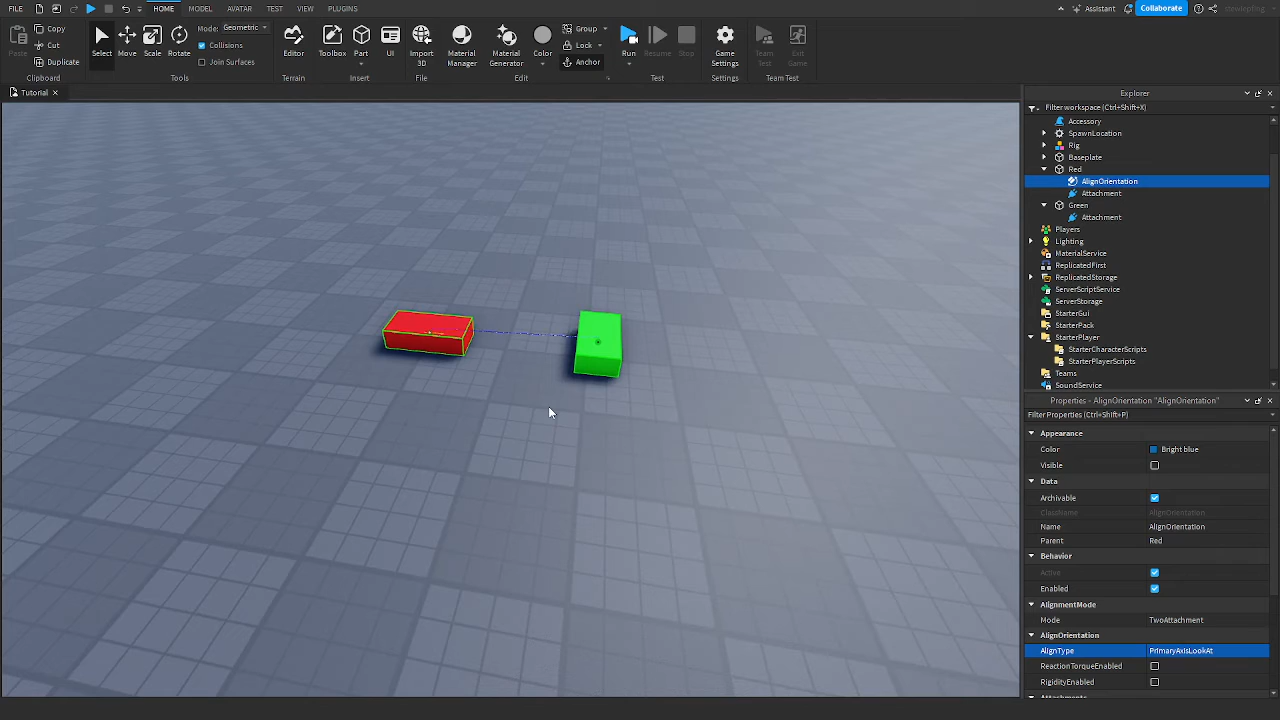 FILE HOME MODEL AVATAR TEST VIEW PLUGINS Assistant Collaborate
Paste Copy Cut Duplicate
Select Move Scale Rotate
Mode: Geometric
Collisions
Join Surfaces
Editor
Toolbox Part UI
Import 3D
Material Manager Material Generator Color
Group
Lock
Anchor
Run Resume Stop
Game Settings
Team Test Exit Game
Clipboard Tools Terrain Insert File Edit Test Settings Team Test
Tutorial
Explorer
Filter workspace (Ctrl+Shift+X)
Accessory
SpawnLocation
Rig
Baseplate
Red
AlignOrientation
Attachment
Green
Attachment
Players
Lighting
MaterialService
ReplicatedFirst
ReplicatedStorage
ServerScriptService
ServerStorage
StarterGui
StarterPack
StarterPlayer
StarterCharacterScripts
StarterPlayerScripts
Teams
SoundService
Properties - AlignOrientation "AlignOrientation"
Filter Properties (Ctrl+Shift+P)
Appearance
Color Bright blue
Visible
Data
Archivable
ClassName AlignOrientation
Name AlignOrientation
Parent Red
Behavior
Active
Enabled
AlignmentMode
Mode TwoAttachment
AlignOrientation
AlignType PrimaryAxisLookAt
ReactionTorqueEnabled
RigidityEnabled